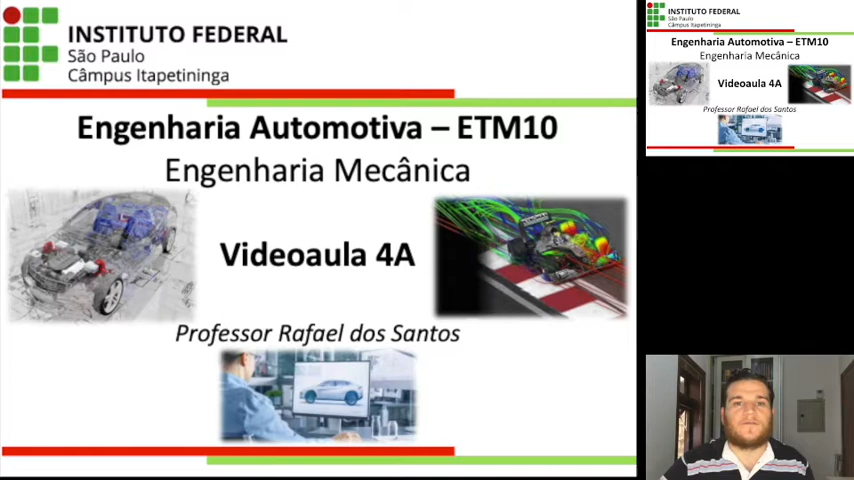 INSTITUTO FEDERAL
São Paulo
Câmpus Itapetininga
Engenharia Automotiva – ETM10
Engenharia Mecânica
Videoaula 4A
Professor Rafael dos Santos
INSTITUTO FEDERAL
São Paulo
Câmpus Itapetininga
Engenharia Automotiva – ETM10
Engenharia Mecânica
Videoaula 4A
Professor Rafael dos Santos